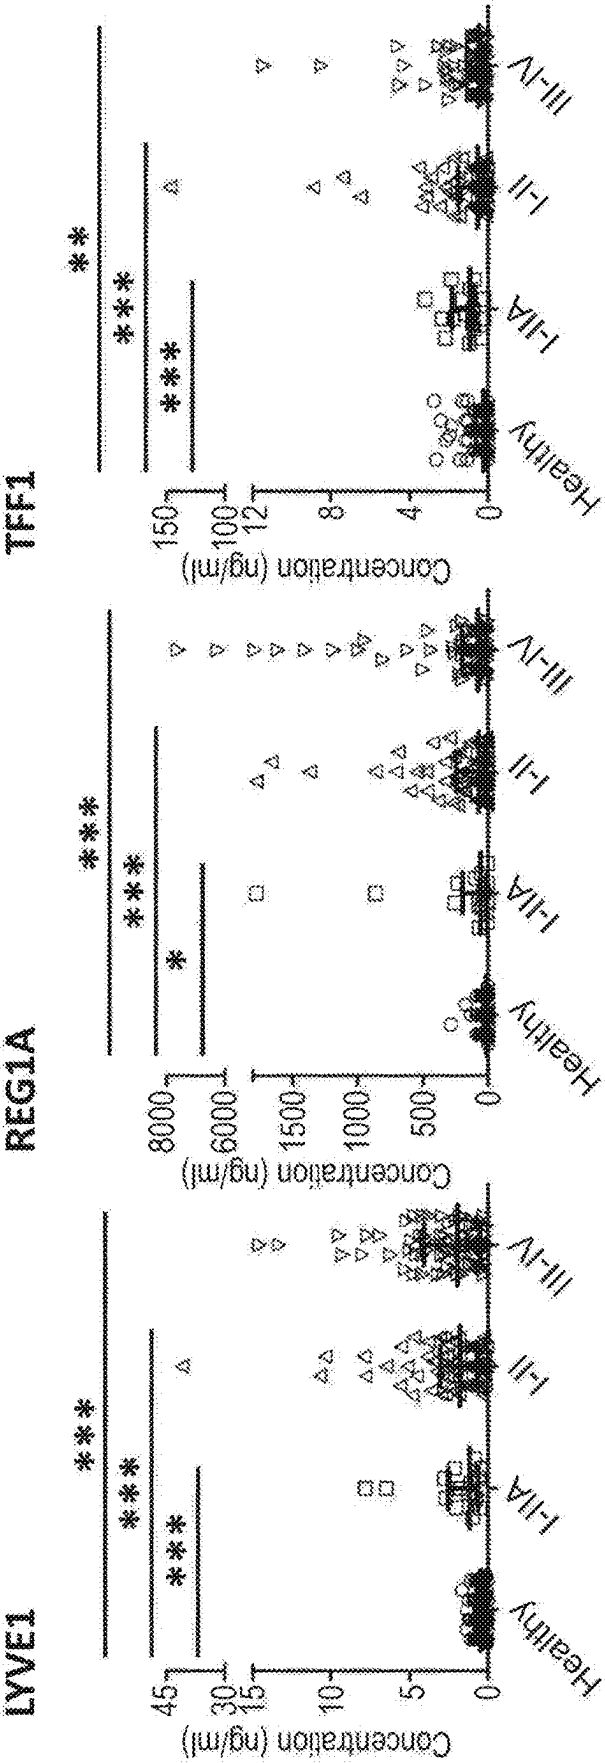 LYVE1
***
***
***
45
30
15
10
5
0
Concentration (ng/ml)
Healthy
I-IIA
I-II
III-IV
REG1A
***
***
*
8000
6000
1500
1000
500
0
Concentration (ng/ml)
Healthy
I-IIA
I-II
III-IV
TFF1
**
***
***
150
100
12
8
4
0
Concentration (ng/ml)
Healthy
I-IIA
I-II
III-IV